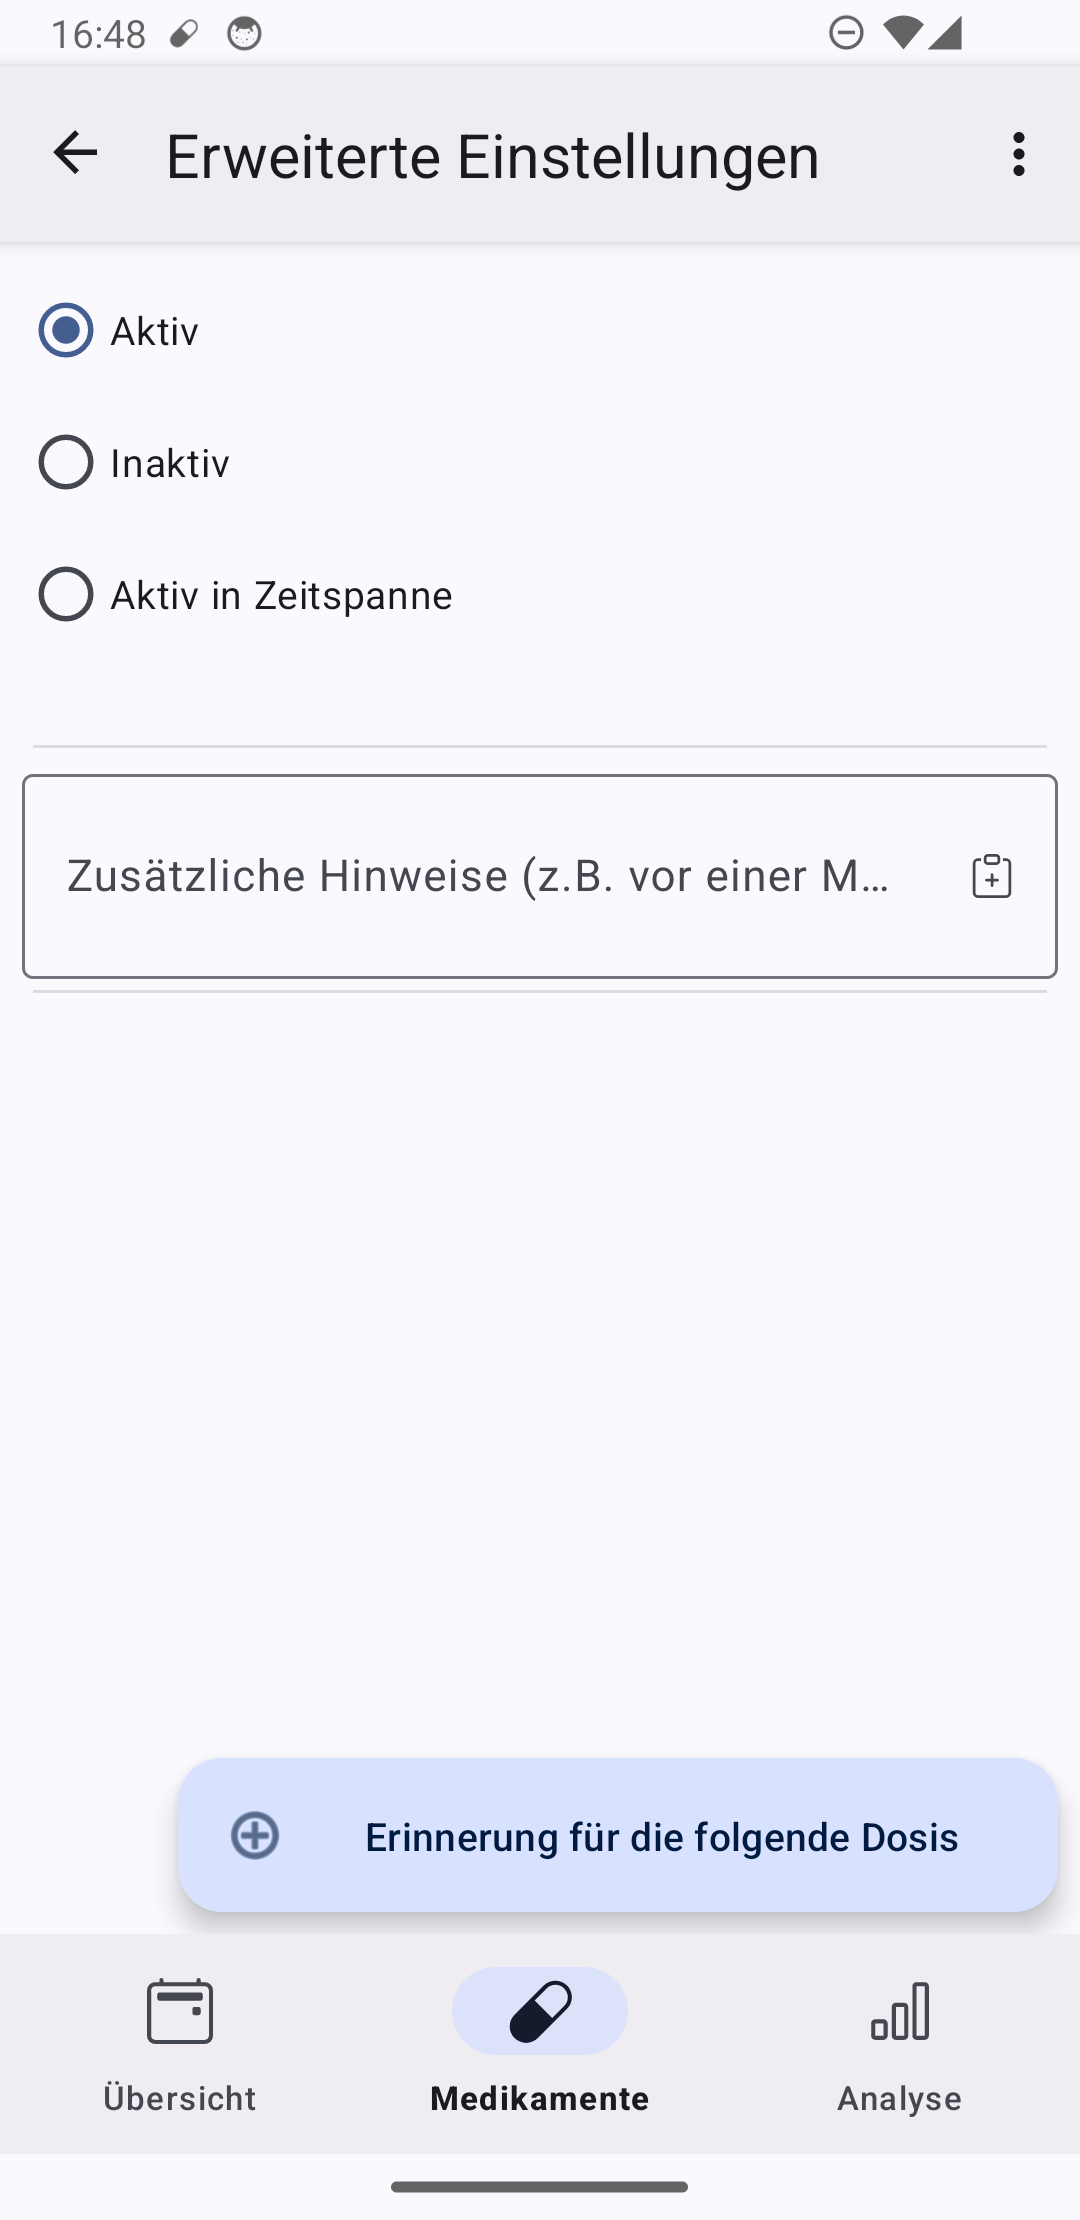 16:48
Erweiterte Einstellungen
Aktiv
Inaktiv
Aktiv in Zeitspanne
Zusätzliche Hinweise (z.B. vor einer M…
Erinnerung für die folgende Dosis
Übersicht
Medikamente
Analyse